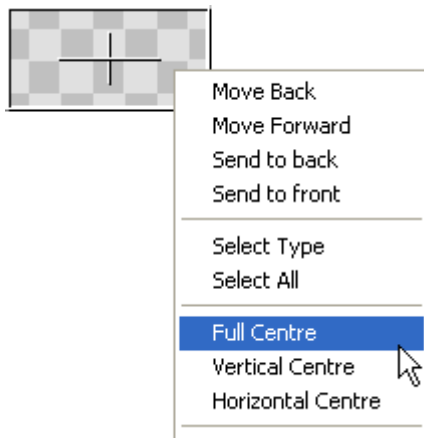 Move Back
Move Forward
Send to back
Send to front
Select Type
Select All
Full Centre
Vertical Centre
Horizontal Centre